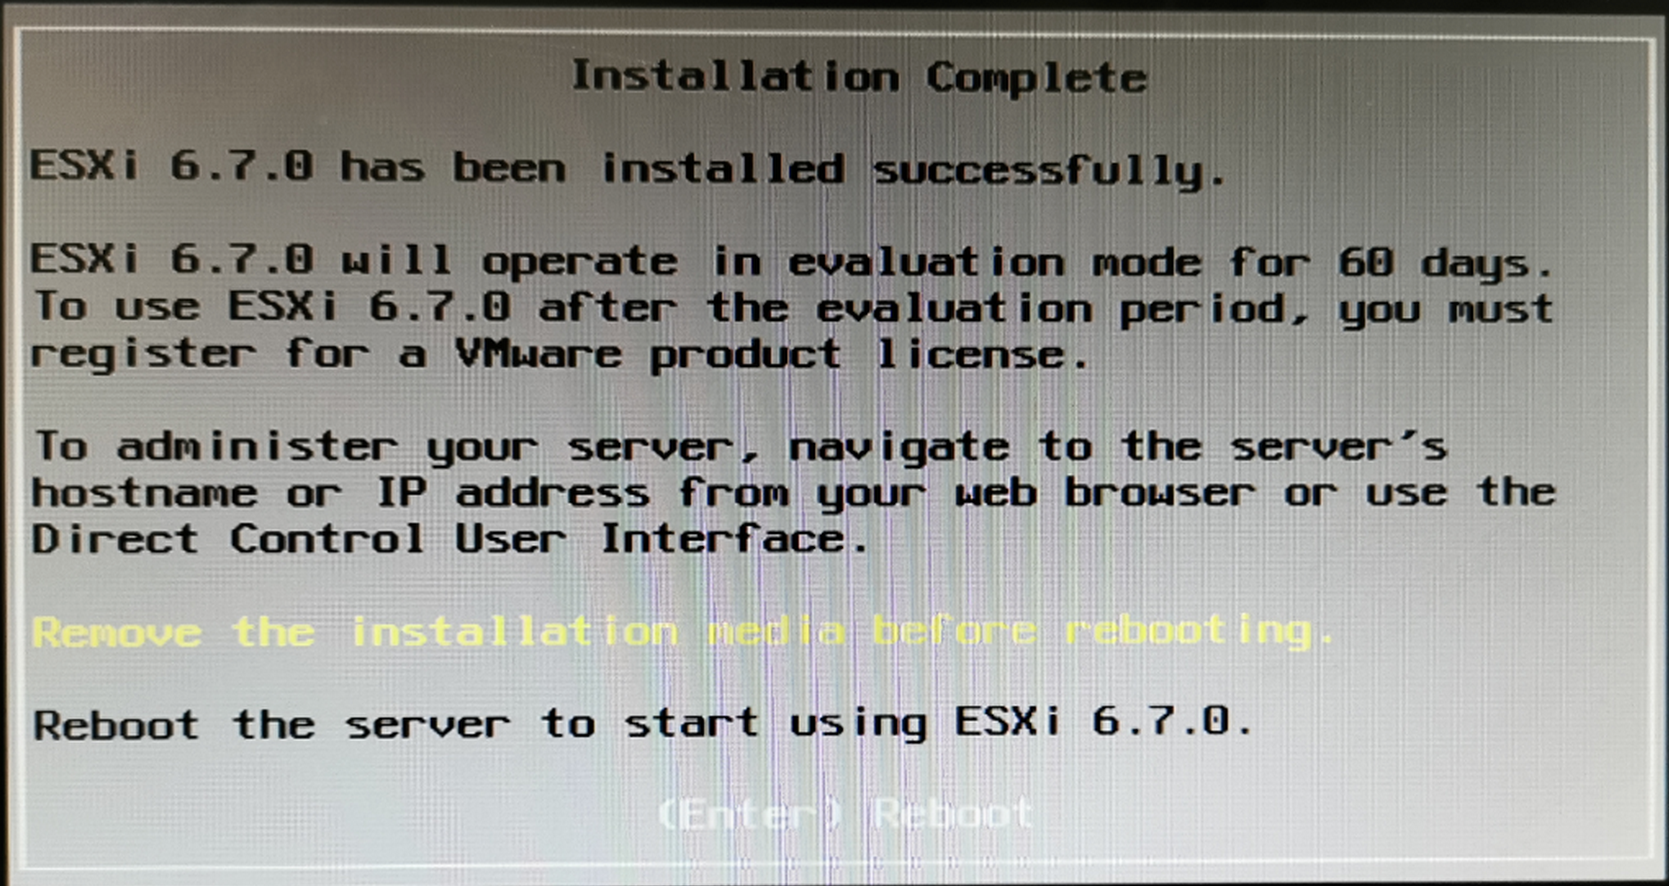 Installation Complete
ESXi 6.7.0 has been installed successfully.
ESXi 6.7.0 will operate in evaluation mode for 60 days.
To use ESXi 6.7.0 after the evaluation period, you must
register for a VMware product license.
To administer your server, navigate to the server's
hostname or IP address from your web browser or use the
Direct Control User Interface.
Remove the installation media before rebooting.
Reboot the server to start using ESXi 6.7.0.
(Enter) Reboot